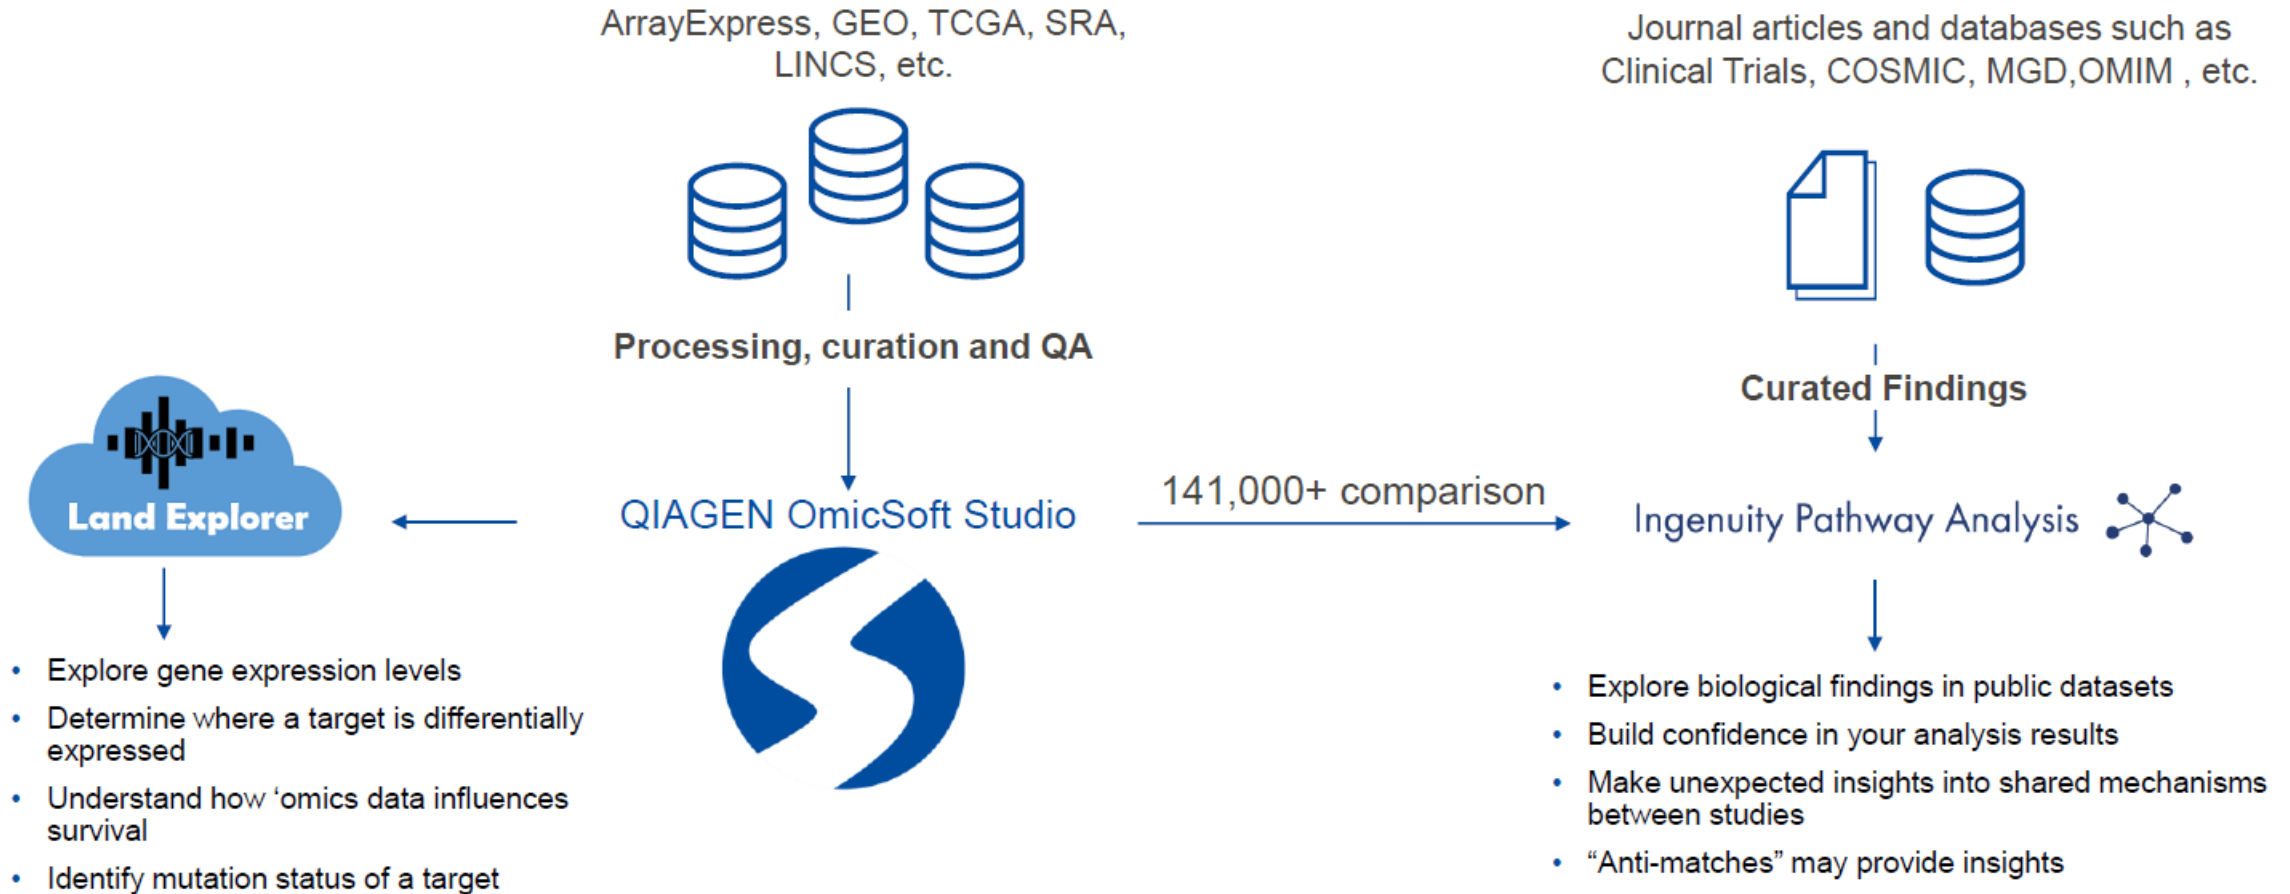 ArrayExpress, GEO, TCGA, SRA,
LINCS, etc.
Journal articles and databases such as
Clinical Trials, COSMIC, MGD,OMIM , etc.
Processing, curation and QA
Curated Findings
Land Explorer
QIAGEN OmicSoft Studio
141,000+ comparison
Ingenuity Pathway Analysis
• Explore gene expression levels
• Determine where a target is differentially
expressed
• Understand how ‘omics data influences
survival
• Identify mutation status of a target
• Explore biological findings in public datasets
• Build confidence in your analysis results
• Make unexpected insights into shared mechanisms
between studies
• “Anti-matches” may provide insights